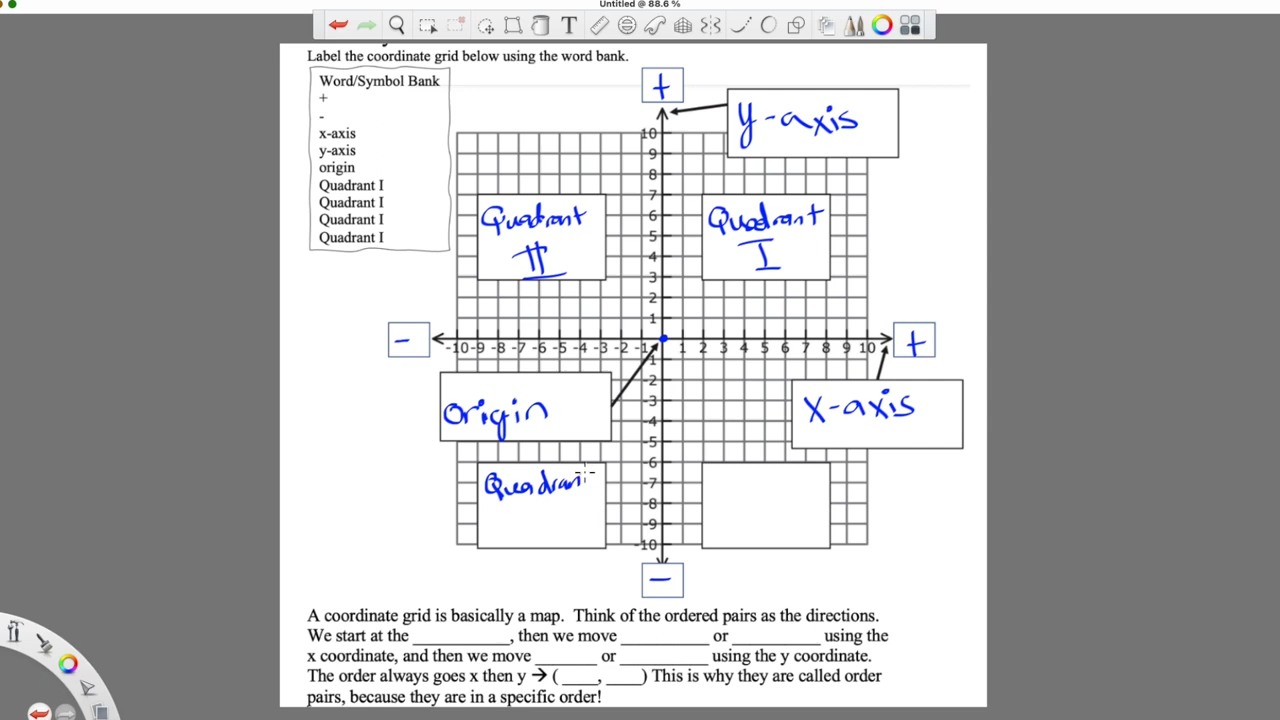 Untitled @ 88.6 %
Label the coordinate grid below using the word bank.
Word/Symbol Bank
+
-
x-axis
y-axis
origin
Quadrant I
Quadrant I
Quadrant I
Quadrant I
+
y-axis
10
9
8
7
6
5
4
3
2
1
Quadrant
II
Quadrant
I
-
-10 -9 -8 -7 -6 -5 -4 -3 -2 -1 1 2 3 4 5 6 7 8 9 10
+
-1
-2
-3
-4
-5
-6
-7
-8
-9
-10
origin
x-axis
Quadran
-
A coordinate grid is basically a map. Think of the ordered pairs as the directions.
We start at the __________, then we move _________ or _________ using the
x coordinate, and then we move ______ or _________ using the y coordinate.
The order always goes x then y → (____, ____) This is why they are called order
pairs, because they are in a specific order!